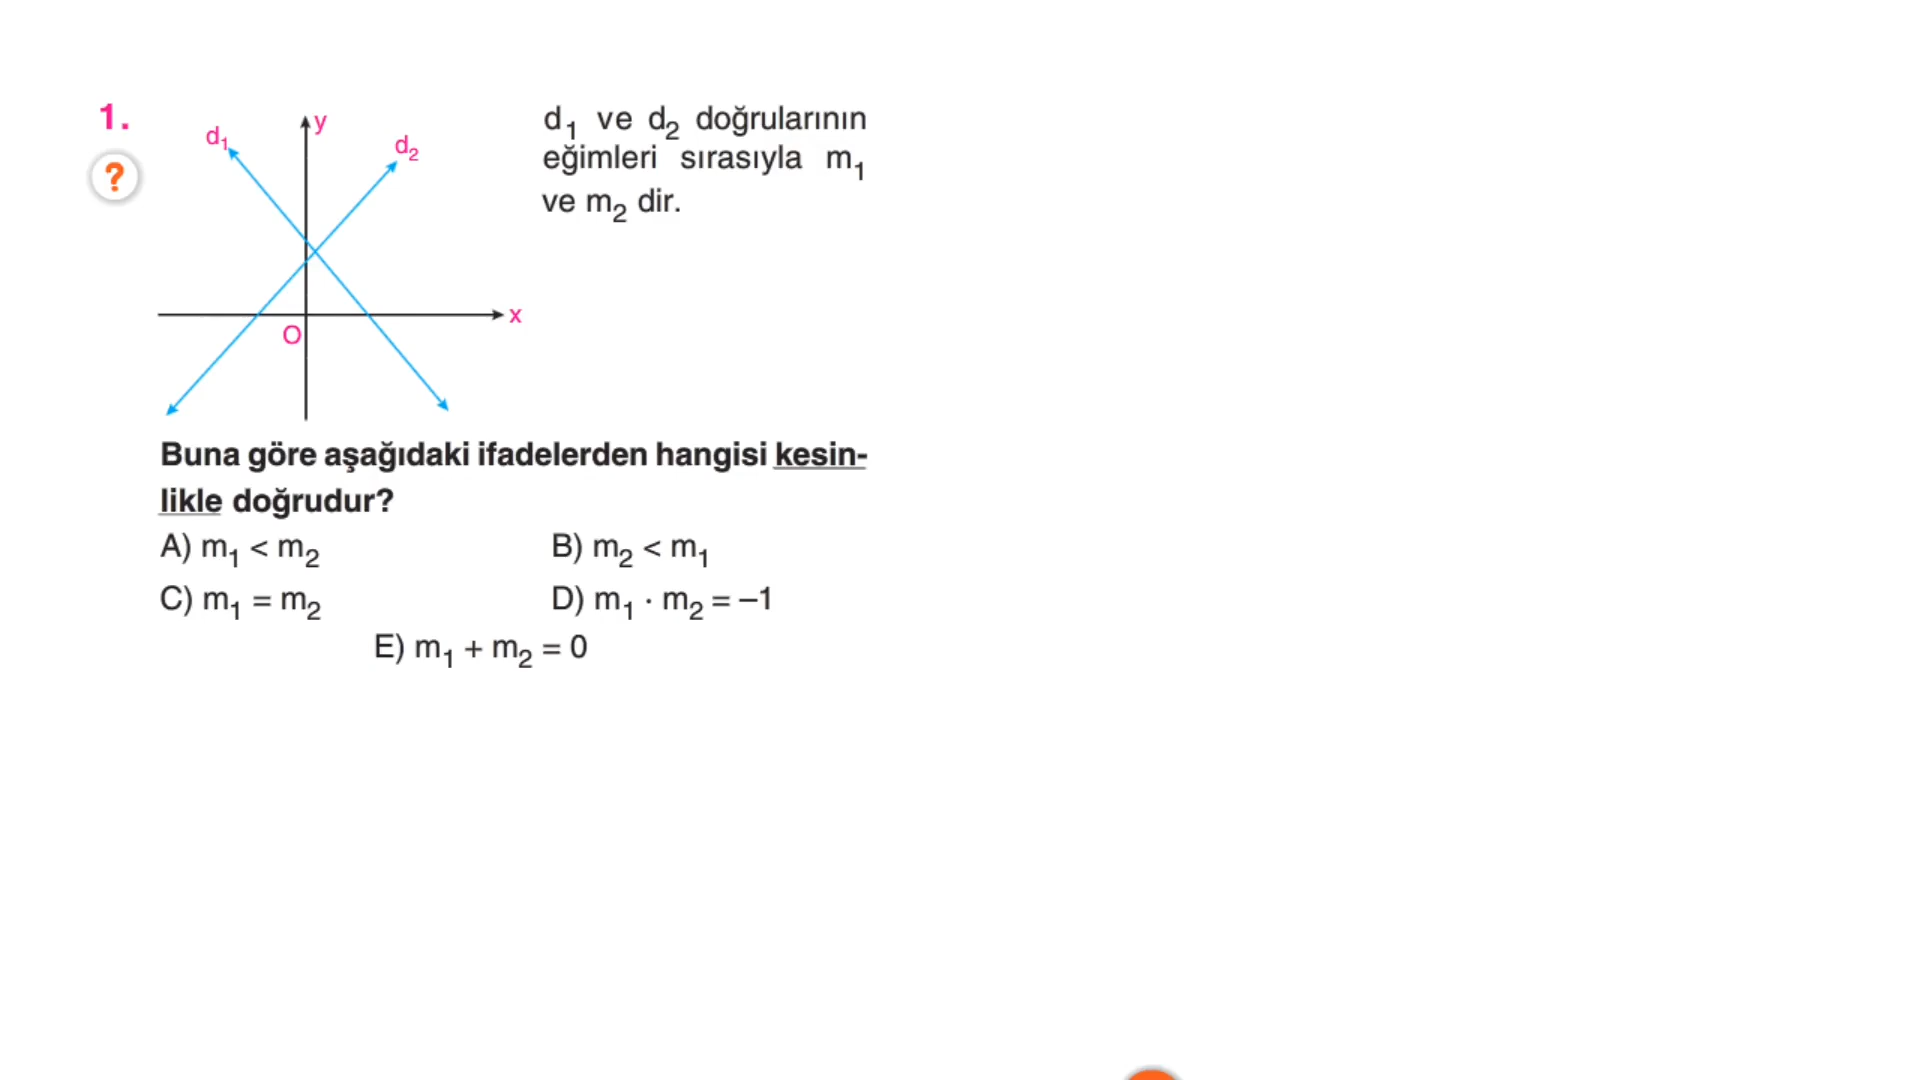 1.
?
d₁
y
d₂
x
O
d₁ ve d₂ doğrularının
eğimleri sırasıyla m₁
ve m₂ dir.
Buna göre aşağıdaki ifadelerden hangisi kesin-
likle doğrudur?
A) m₁ < m₂
B) m₂ < m₁
C) m₁ = m₂
D) m₁ · m₂ = –1
E) m₁ + m₂ = 0